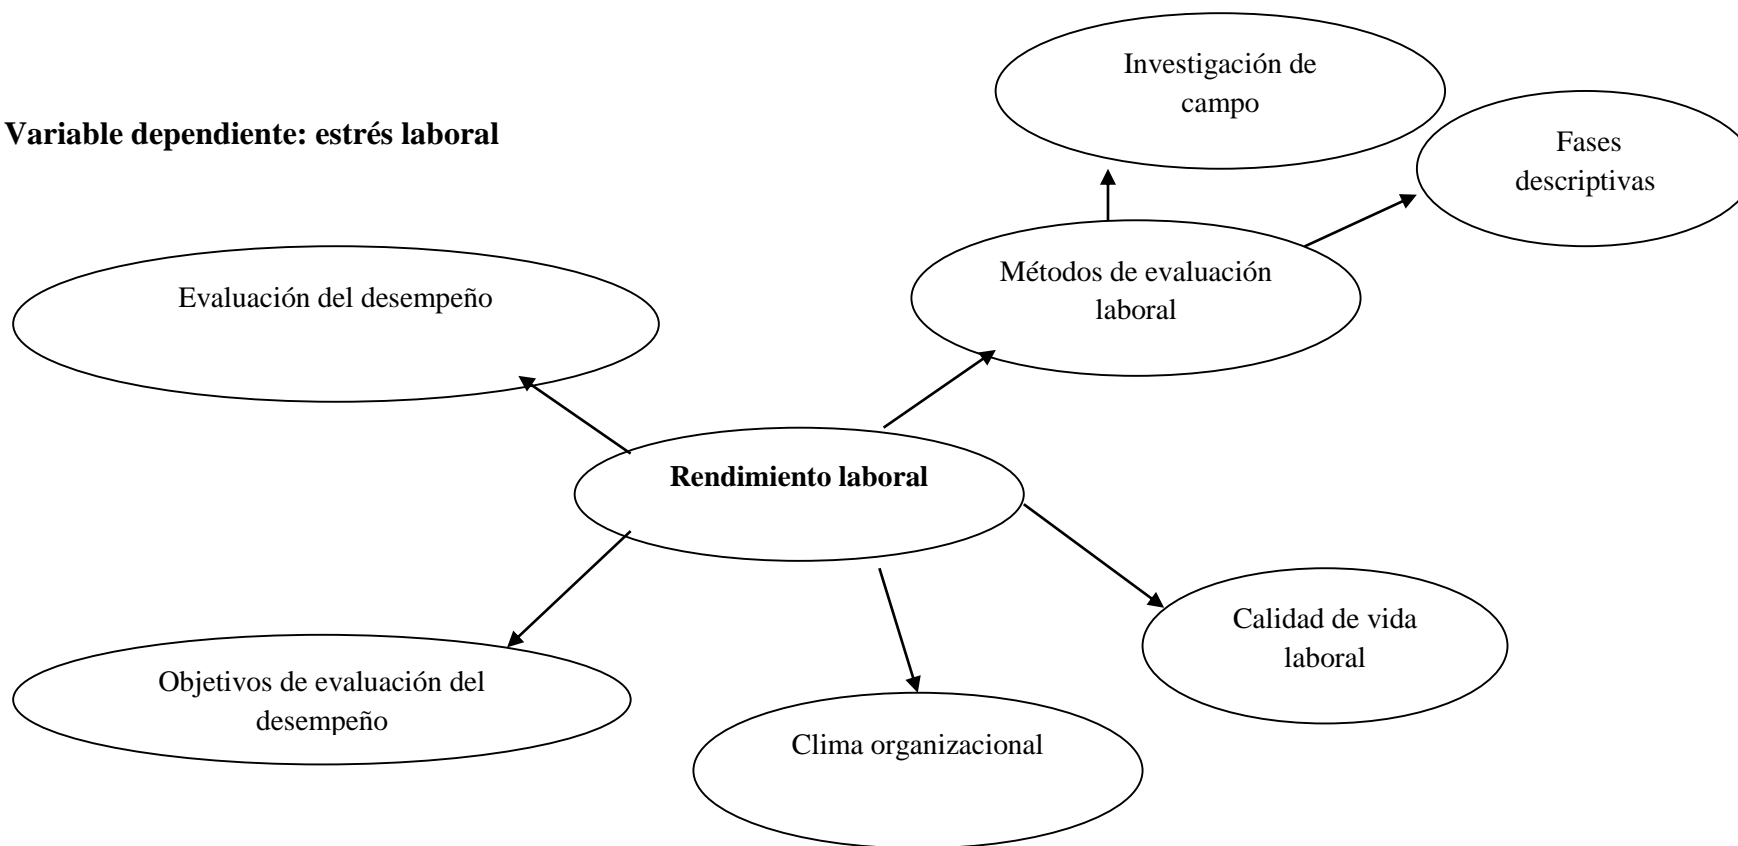 Investigación de
campo
Variable dependiente: estrés laboral
Fases
descriptivas
Métodos de evaluación
laboral
Evaluación del desempeño
Rendimiento laboral
Calidad de vida
laboral
Objetivos de evaluación del
desempeño
Clima organizacional